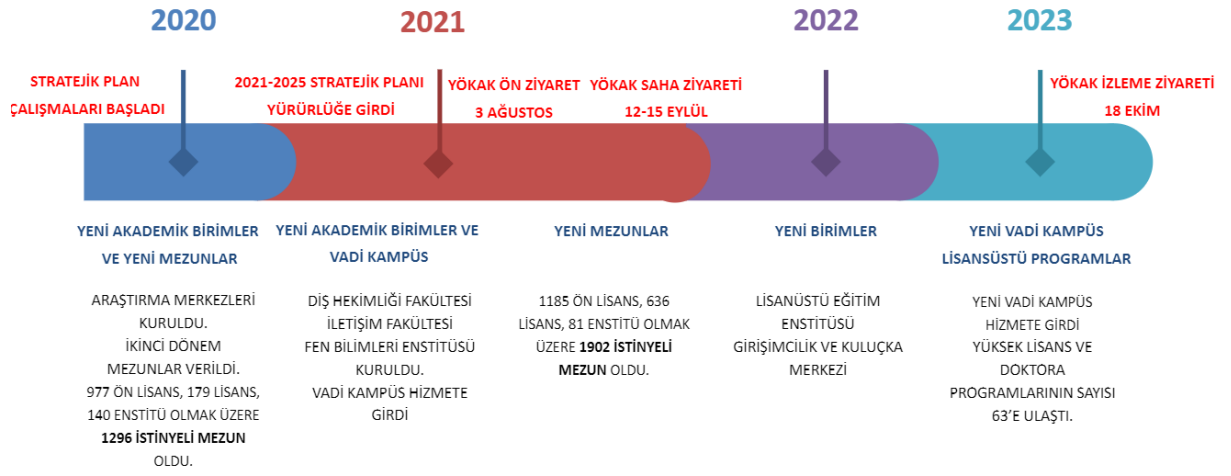 2020
2021
2022
2023
STRATEJİK PLAN
ÇALIŞMALARI BAŞLADI
2021-2025 STRATEJİK PLANI
YÜRÜRLÜĞE GİRDİ
YÖKAK ÖN ZİYARET
3 AĞUSTOS
YÖKAK SAHA ZİYARETİ
12-15 EYLÜL
YÖKAK İZLEME ZİYARETİ
18 EKİM
YENİ AKADEMİK BİRİMLER
VE YENİ MEZUNLAR
ARAŞTIRMA MERKEZLERİ
KURULDU.
İKİNCİ DÖNEM
MEZUNLAR VERİLDİ.
977 ÖN LİSANS, 179 LİSANS,
140 ENSTİTÜ OLMAK ÜZERE
1296 İSTİNYELİ MEZUN
OLDU.
YENİ AKADEMİK BİRİMLER VE
VADİ KAMPÜS
DİŞ HEKİMLİĞİ FAKÜLTESİ
İLETİŞİM FAKÜLTESİ
FEN BİLİMLERİ ENSTİTÜSÜ
KURULDU.
VADİ KAMPÜS HİZMETE
GİRDİ
YENİ MEZUNLAR
1185 ÖN LİSANS, 636
LİSANS, 81 ENSTİTÜ OLMAK
ÜZERE 1902 İSTİNYELİ
MEZUN OLDU.
YENİ BİRİMLER
LİSANÜSTÜ EĞİTİM
ENSTİTÜSÜ
GİRİŞİMCİLİK VE KULUÇKA
MERKEZİ
YENİ VADİ KAMPÜS
LİSANSÜSTÜ PROGRAMLAR
YENİ VADİ KAMPÜS
HİZMETE GİRDİ
YÜKSEK LİSANS VE
DOKTORA
PROGRAMLARININ SAYISI
63'E ULAŞTI.